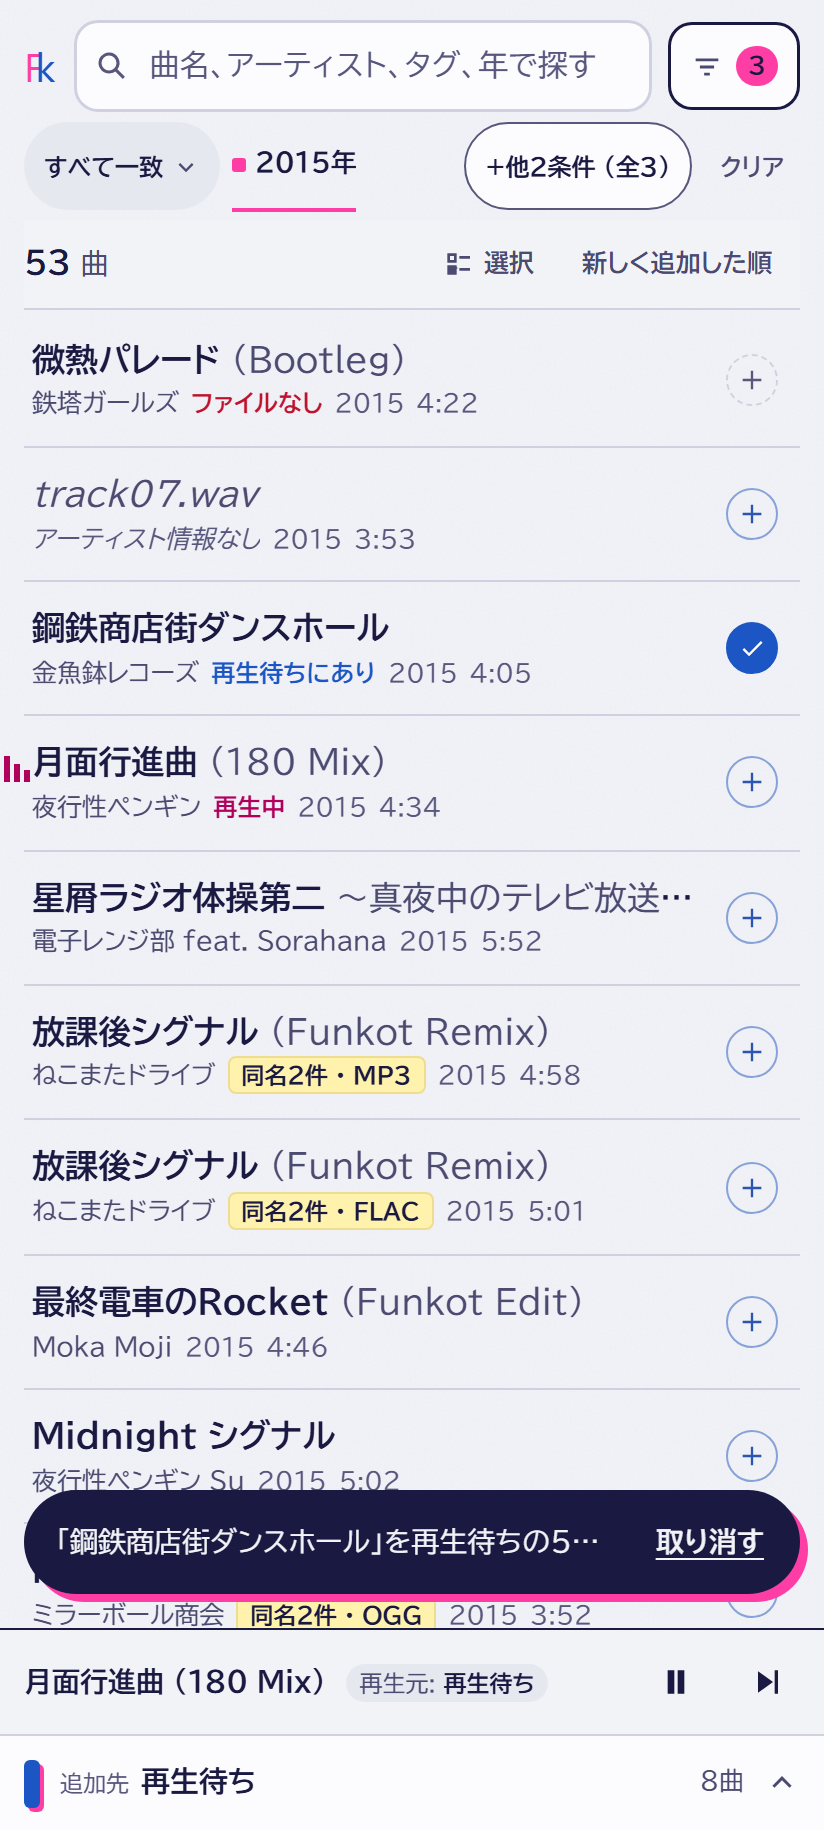 Fk
曲名、アーティスト、タグ、年で探す
3
すべて一致
2015年
+他2条件（全3）
クリア
53 曲
選択
新しく追加した順
微熱パレード（Bootleg）
鉄塔ガールズ ファイルなし 2015 4:22
track07.wav
アーティスト情報なし 2015 3:53
鋼鉄商店街ダンスホール
金魚鉢レコーズ 再生待ちにあり 2015 4:05
月面行進曲（180 Mix）
夜行性ペンギン 再生中 2015 4:34
星屑ラジオ体操第二 〜真夜中のテレビ放送…
電子レンジ部 feat. Sorahana 2015 5:52
放課後シグナル（Funkot Remix）
ねこまたドライブ 同名2件・MP3 2015 4:58
放課後シグナル（Funkot Remix）
ねこまたドライブ 同名2件・FLAC 2015 5:01
最終電車のRocket（Funkot Edit）
Moka Moji 2015 4:46
Midnight シグナル
夜行性ペンギン Su 2015 5:02
「鋼鉄商店街ダンスホール」を再生待ちの5…
取り消す
ミラーボール商会 同名2件・OGG 2015 3:52
月面行進曲（180 Mix） 再生元: 再生待ち
追加先 再生待ち
8曲